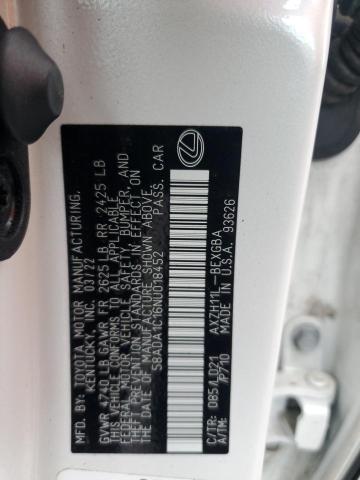 MFD. BY: TOYOTA MOTOR MANUFACTURING,
KENTUCKY, INC. 03/22
GVWR 4740 LB GAWR FR 2625 LB RR 2425 LB
THIS VEHICLE CONFORMS TO ALL APPLICABLE
FEDERAL MOTOR VEHICLE SAFETY, BUMPER, AND
THEFT PREVENTION STANDARDS IN EFFECT ON
THE DATE OF MANUFACTURE SHOWN ABOVE.
58ADA1C16NU018452 PASS. CAR
C/TR: 085/LD21 AXZH11L-BEXGBA
A/TM: /P710 MADE IN U.S.A. 93626